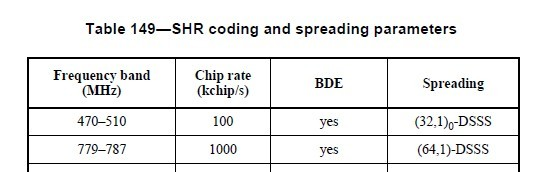 Table 149—SHR coding and spreading parameters
Frequency band (MHz) Chip rate (kchip/s) BDE Spreading
470–510 100 yes (32,1)₀-DSSS
779–787 1000 yes (64,1)-DSSS